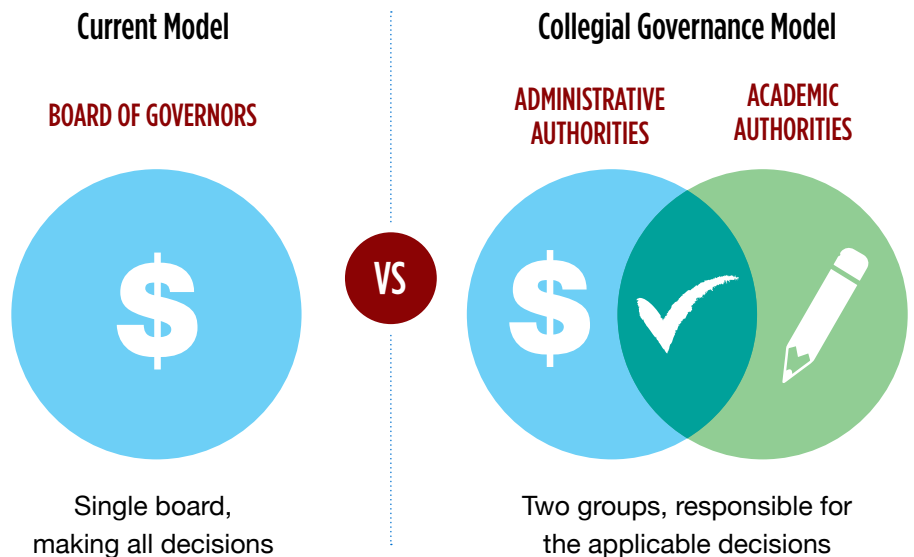 Current Model
BOARD OF GOVERNORS
$
Single board,
making all decisions
VS
Collegial Governance Model
ADMINISTRATIVE
AUTHORITIES
ACADEMIC
AUTHORITIES
$
Two groups, responsible for
the applicable decisions